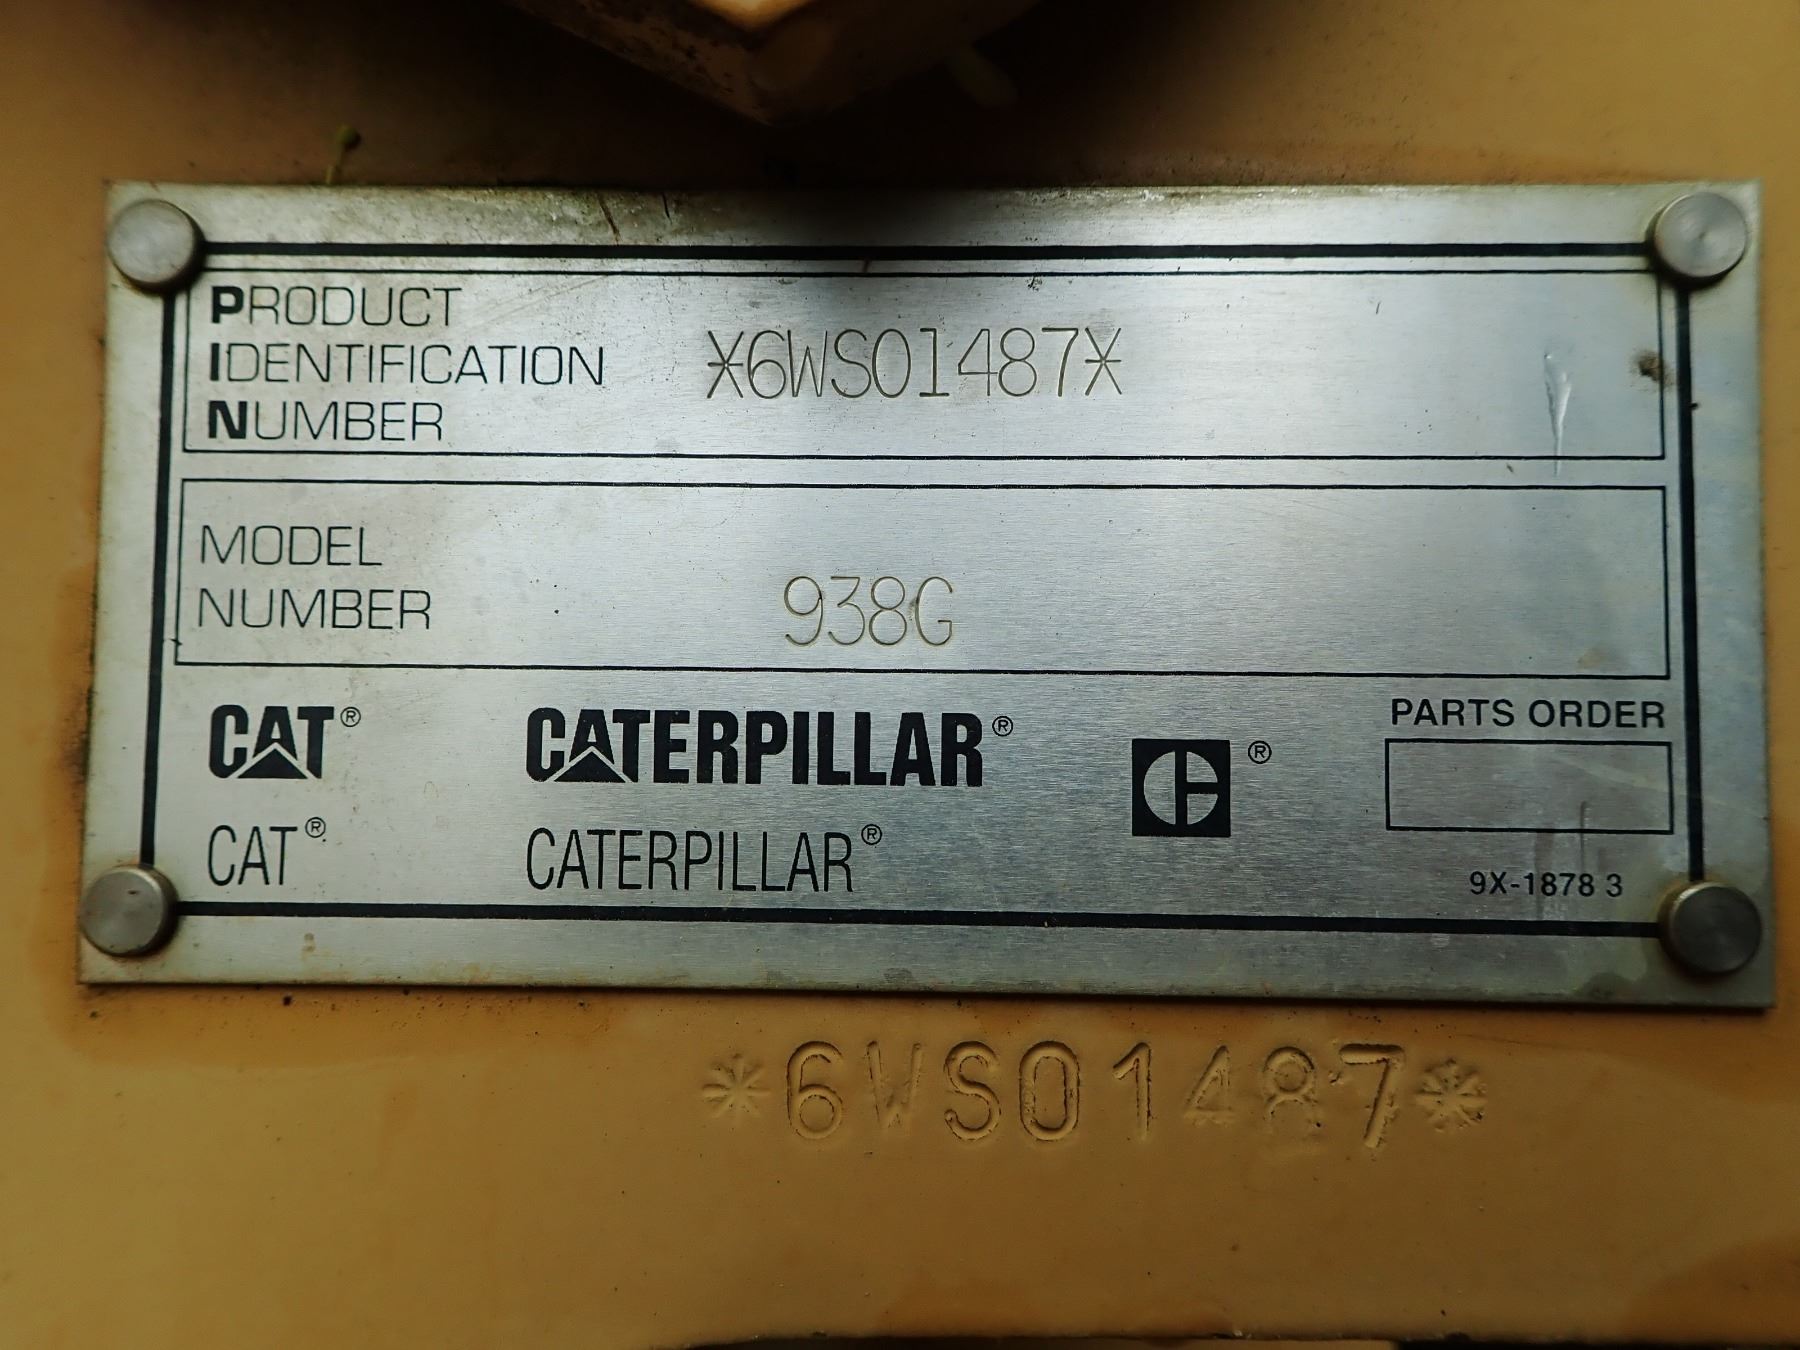 PRODUCT
IDENTIFICATION
NUMBER
*6WS01487*
MODEL
NUMBER
938G
CAT®
CATERPILLAR®
®
PARTS ORDER
CAT®
CATERPILLAR®
9X-1878 3
*6WS01487*